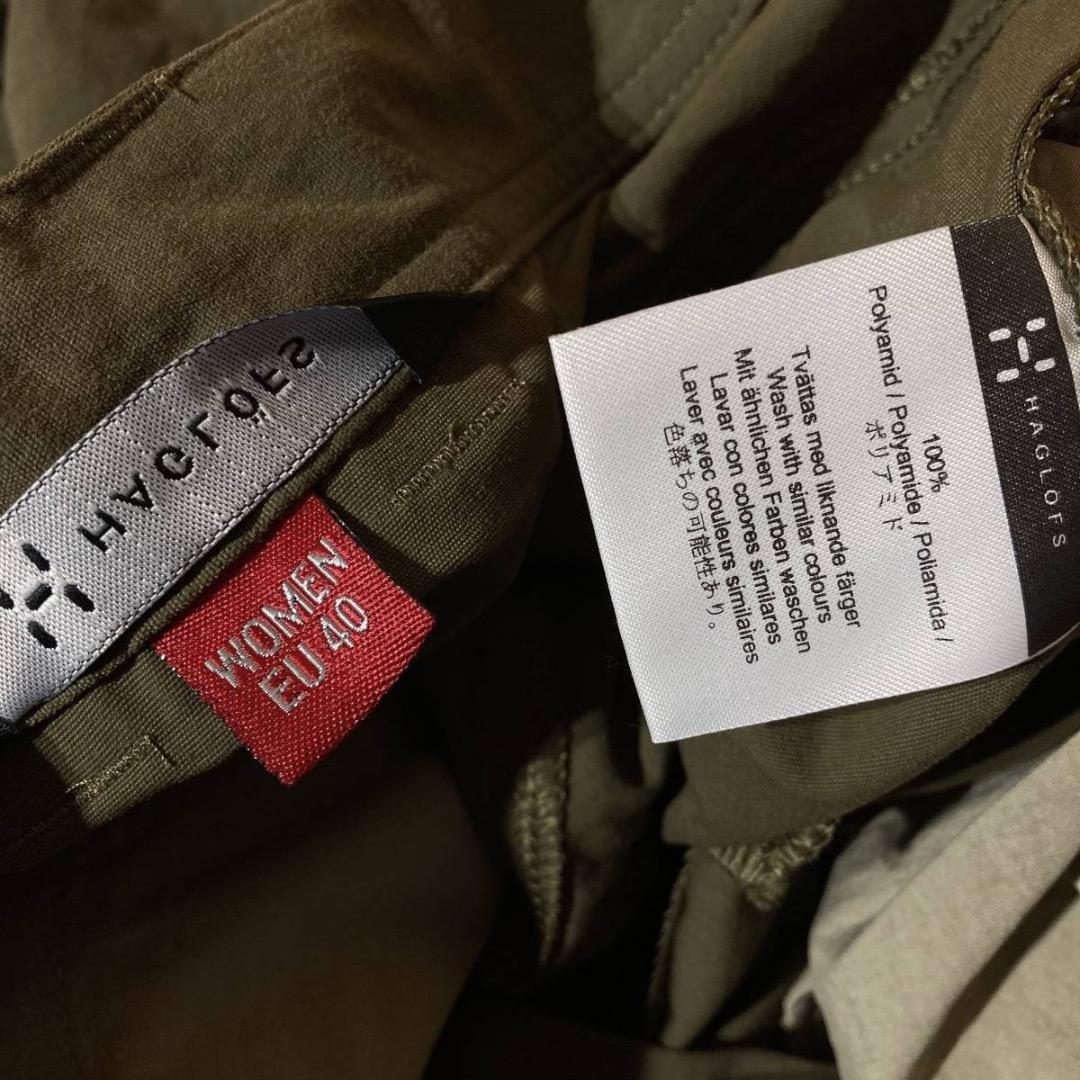 HAGLÖFS
WOMEN
EU 40
HAGLÖFS
100%
Polyamid / Polyamide / Poliamida /
ポリアミド
Tvättas med liknande färger
Wash with similar colours
Mit ähnlichen Farben waschen
Lavar con colores similares
Laver avec couleurs similaires
色落ちの可能性あり。